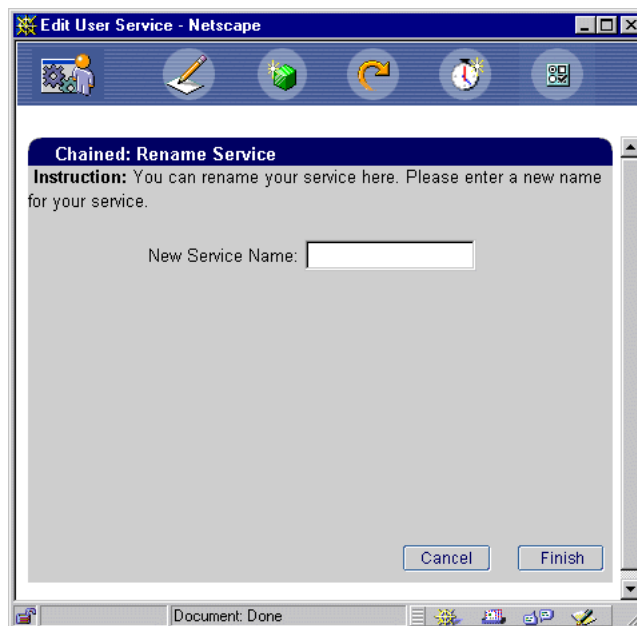 Edit User Service - Netscape
Chained: Rename Service
Instruction: You can rename your service here. Please enter a new name
for your service.
New Service Name:
Cancel Finish
Document: Done